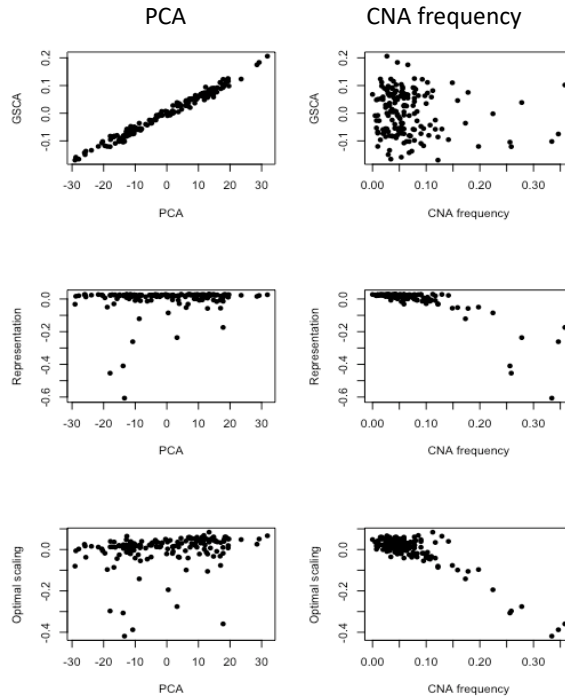 PCA CNA frequency
GSCA
-0.1 0.0 0.1 0.2
-30 -20 -10 0 10 20 30
PCA
GSCA
-0.1 0.0 0.1 0.2
0.00 0.10 0.20 0.30
CNA frequency
Representation
-0.6 -0.4 -0.2 0.0
-30 -20 -10 0 10 20 30
PCA
Representation
-0.6 -0.4 -0.2 0.0
0.00 0.10 0.20 0.30
CNA frequency
Optimal scaling
-0.4 -0.2 0.0
-30 -20 -10 0 10 20 30
PCA
Optimal scaling
-0.4 -0.2 0.0
0.00 0.10 0.20 0.30
CNA frequency